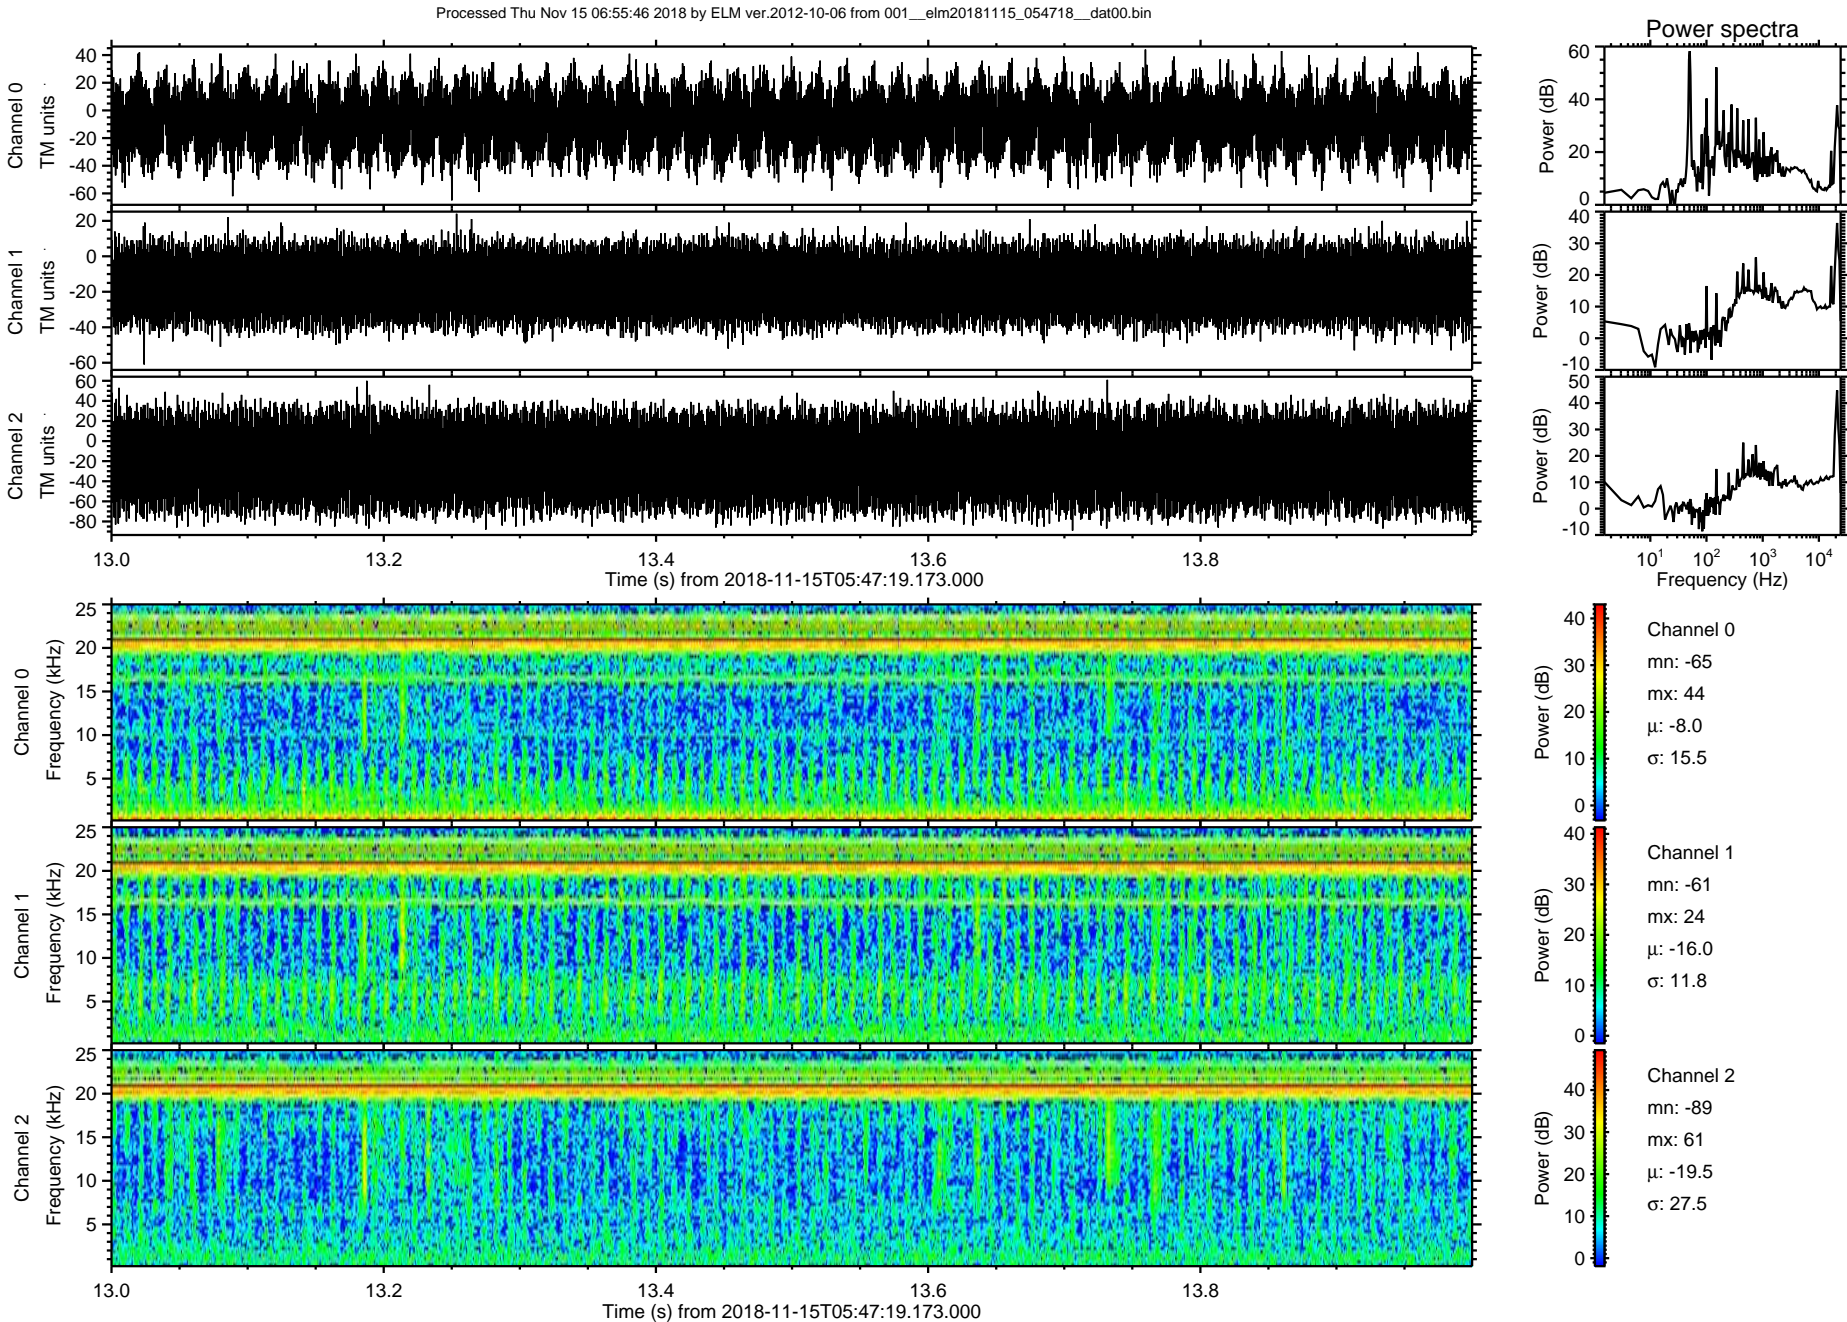 Processed Thu Nov 15 06:55:46 2018 by ELM ver.2012-10-06 from 001__elm20181115_054718__dat00.bin
Power spectra
Channel 0
TM units
40
20
0
-20
-40
-60
Power (dB)
60
40
20
0
Channel 1
TM units
20
0
-20
-40
-60
Power (dB)
40
30
20
10
0
-10
Channel 2
TM units
60
40
20
0
-20
-40
-60
-80
Power (dB)
50
40
30
20
10
0
-10
13.0 13.2 13.4 13.6 13.8
Time (s) from 2018-11-15T05:47:19.173.000
10^1 10^2 10^3 10^4
Frequency (Hz)
Channel 0
Frequency (kHz)
25
20
15
10
5
Power (dB)
40
30
20
10
0
Channel 0
mn: -65
mx: 44
μ: -8.0
σ: 15.5
Channel 1
Frequency (kHz)
25
20
15
10
5
Power (dB)
40
30
20
10
0
Channel 1
mn: -61
mx: 24
μ: -16.0
σ: 11.8
Channel 2
Frequency (kHz)
25
20
15
10
5
Power (dB)
40
30
20
10
0
Channel 2
mn: -89
mx: 61
μ: -19.5
σ: 27.5
13.0 13.2 13.4 13.6 13.8
Time (s) from 2018-11-15T05:47:19.173.000